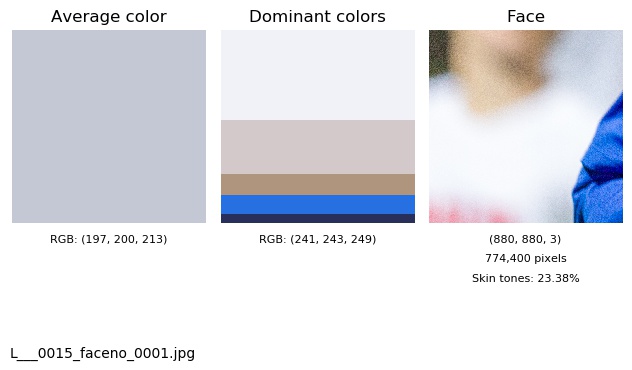 Average color
Dominant colors
Face
RGB: (197, 200, 213)
RGB: (241, 243, 249)
(880, 880, 3)
774,400 pixels
Skin tones: 23.38%
L___0015_faceno_0001.jpg